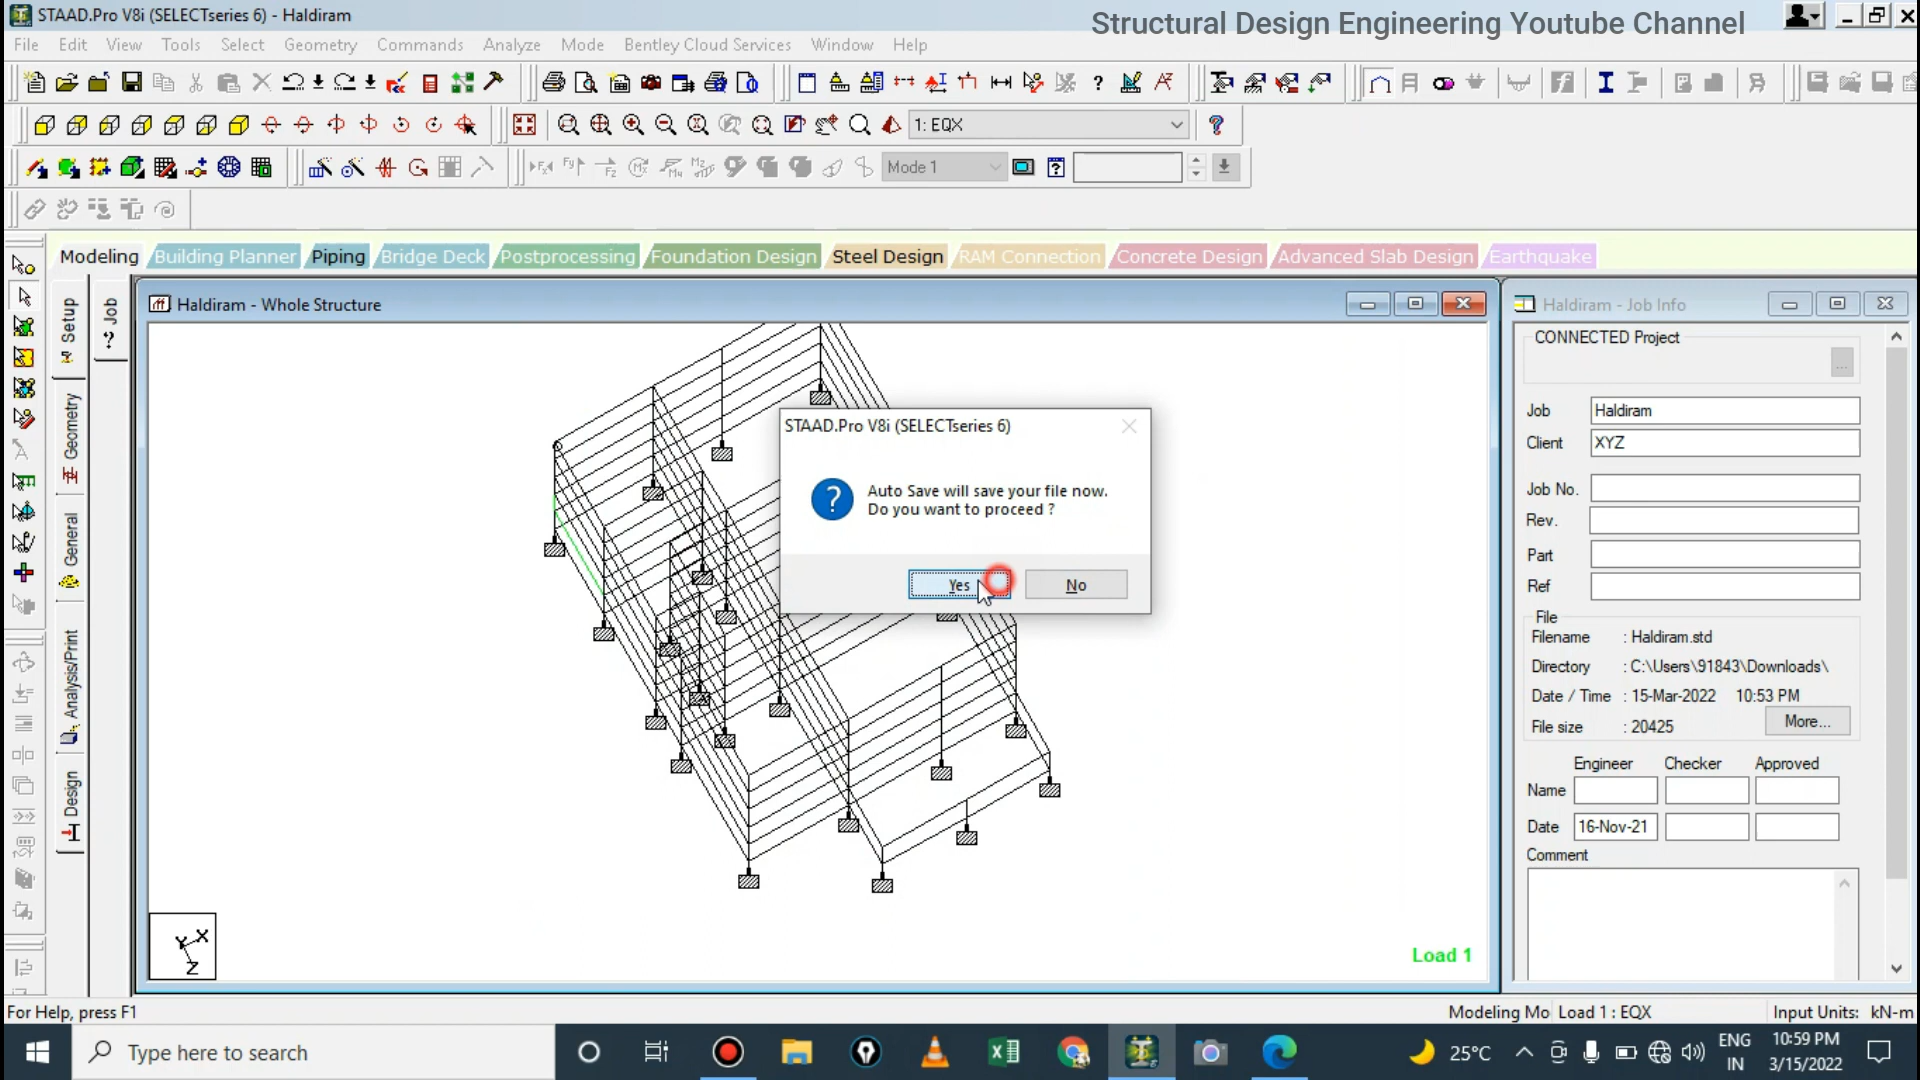 STAAD.Pro V8i (SELECTseries 6) - Haldiram
Structural Design Engineering Youtube Channel
File Edit View Tools Select Geometry Commands Analyze Mode Bentley Cloud Services Window Help
1: EQX
Mode 1
Modeling Building Planner Piping Bridge Deck Postprocessing Foundation Design Steel Design RAM Connection Concrete Design Advanced Slab Design Earthquake
Setup
Job
Geometry
General
Analysis/Print
Design
Haldiram - Whole Structure
STAAD.Pro V8i (SELECTseries 6)
Auto Save will save your file now.
Do you want to proceed ?
Yes No
Y X
Z
Load 1
Haldiram - Job Info
CONNECTED Project
...
Job Haldiram
Client XYZ
Job No.
Rev.
Part
Ref
File
Filename : Haldiram.std
Directory : C:\Users\91843\Downloads\
Date / Time : 15-Mar-2022 10:53 PM
File size : 20425 More...
Engineer Checker Approved
Name
Date 16-Nov-21
Comment
For Help, press F1
Modeling Mo Load 1 : EQX Input Units: kN-m
Type here to search
25°C
ENG
IN
10:59 PM
3/15/2022